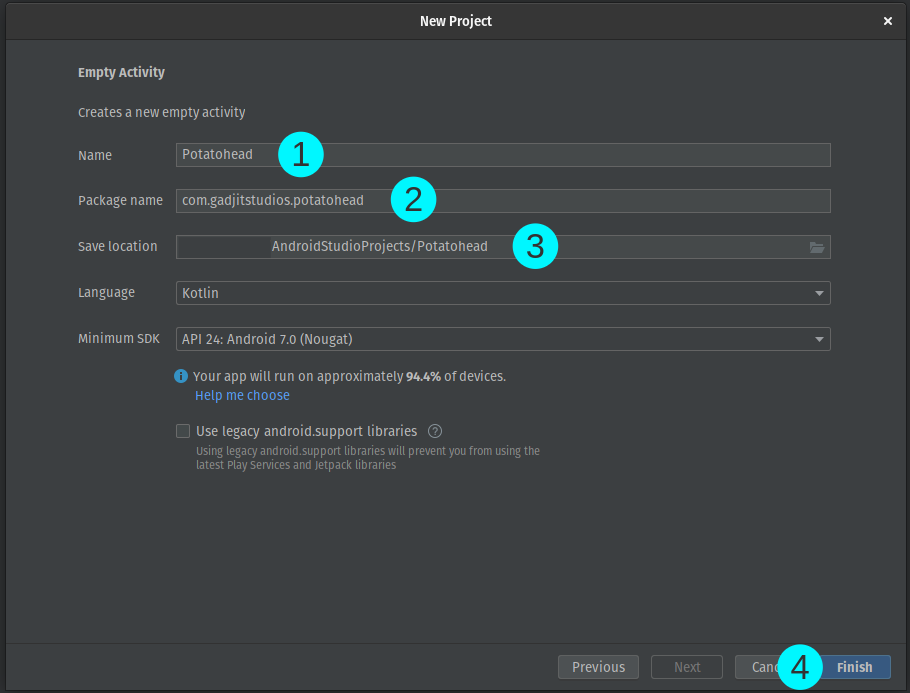 New Project
Empty Activity
Creates a new empty activity
Name Potatohead 1
Package name com.gadjitstudios.potatohead 2
Save location AndroidStudioProjects/Potatohead 3
Language Kotlin
Minimum SDK API 24: Android 7.0 (Nougat)
Your app will run on approximately 94.4% of devices.
Help me choose
Use legacy android.support libraries ?
Using legacy android.support libraries will prevent you from using the
latest Play Services and Jetpack libraries
Previous Next Canc 4 Finish